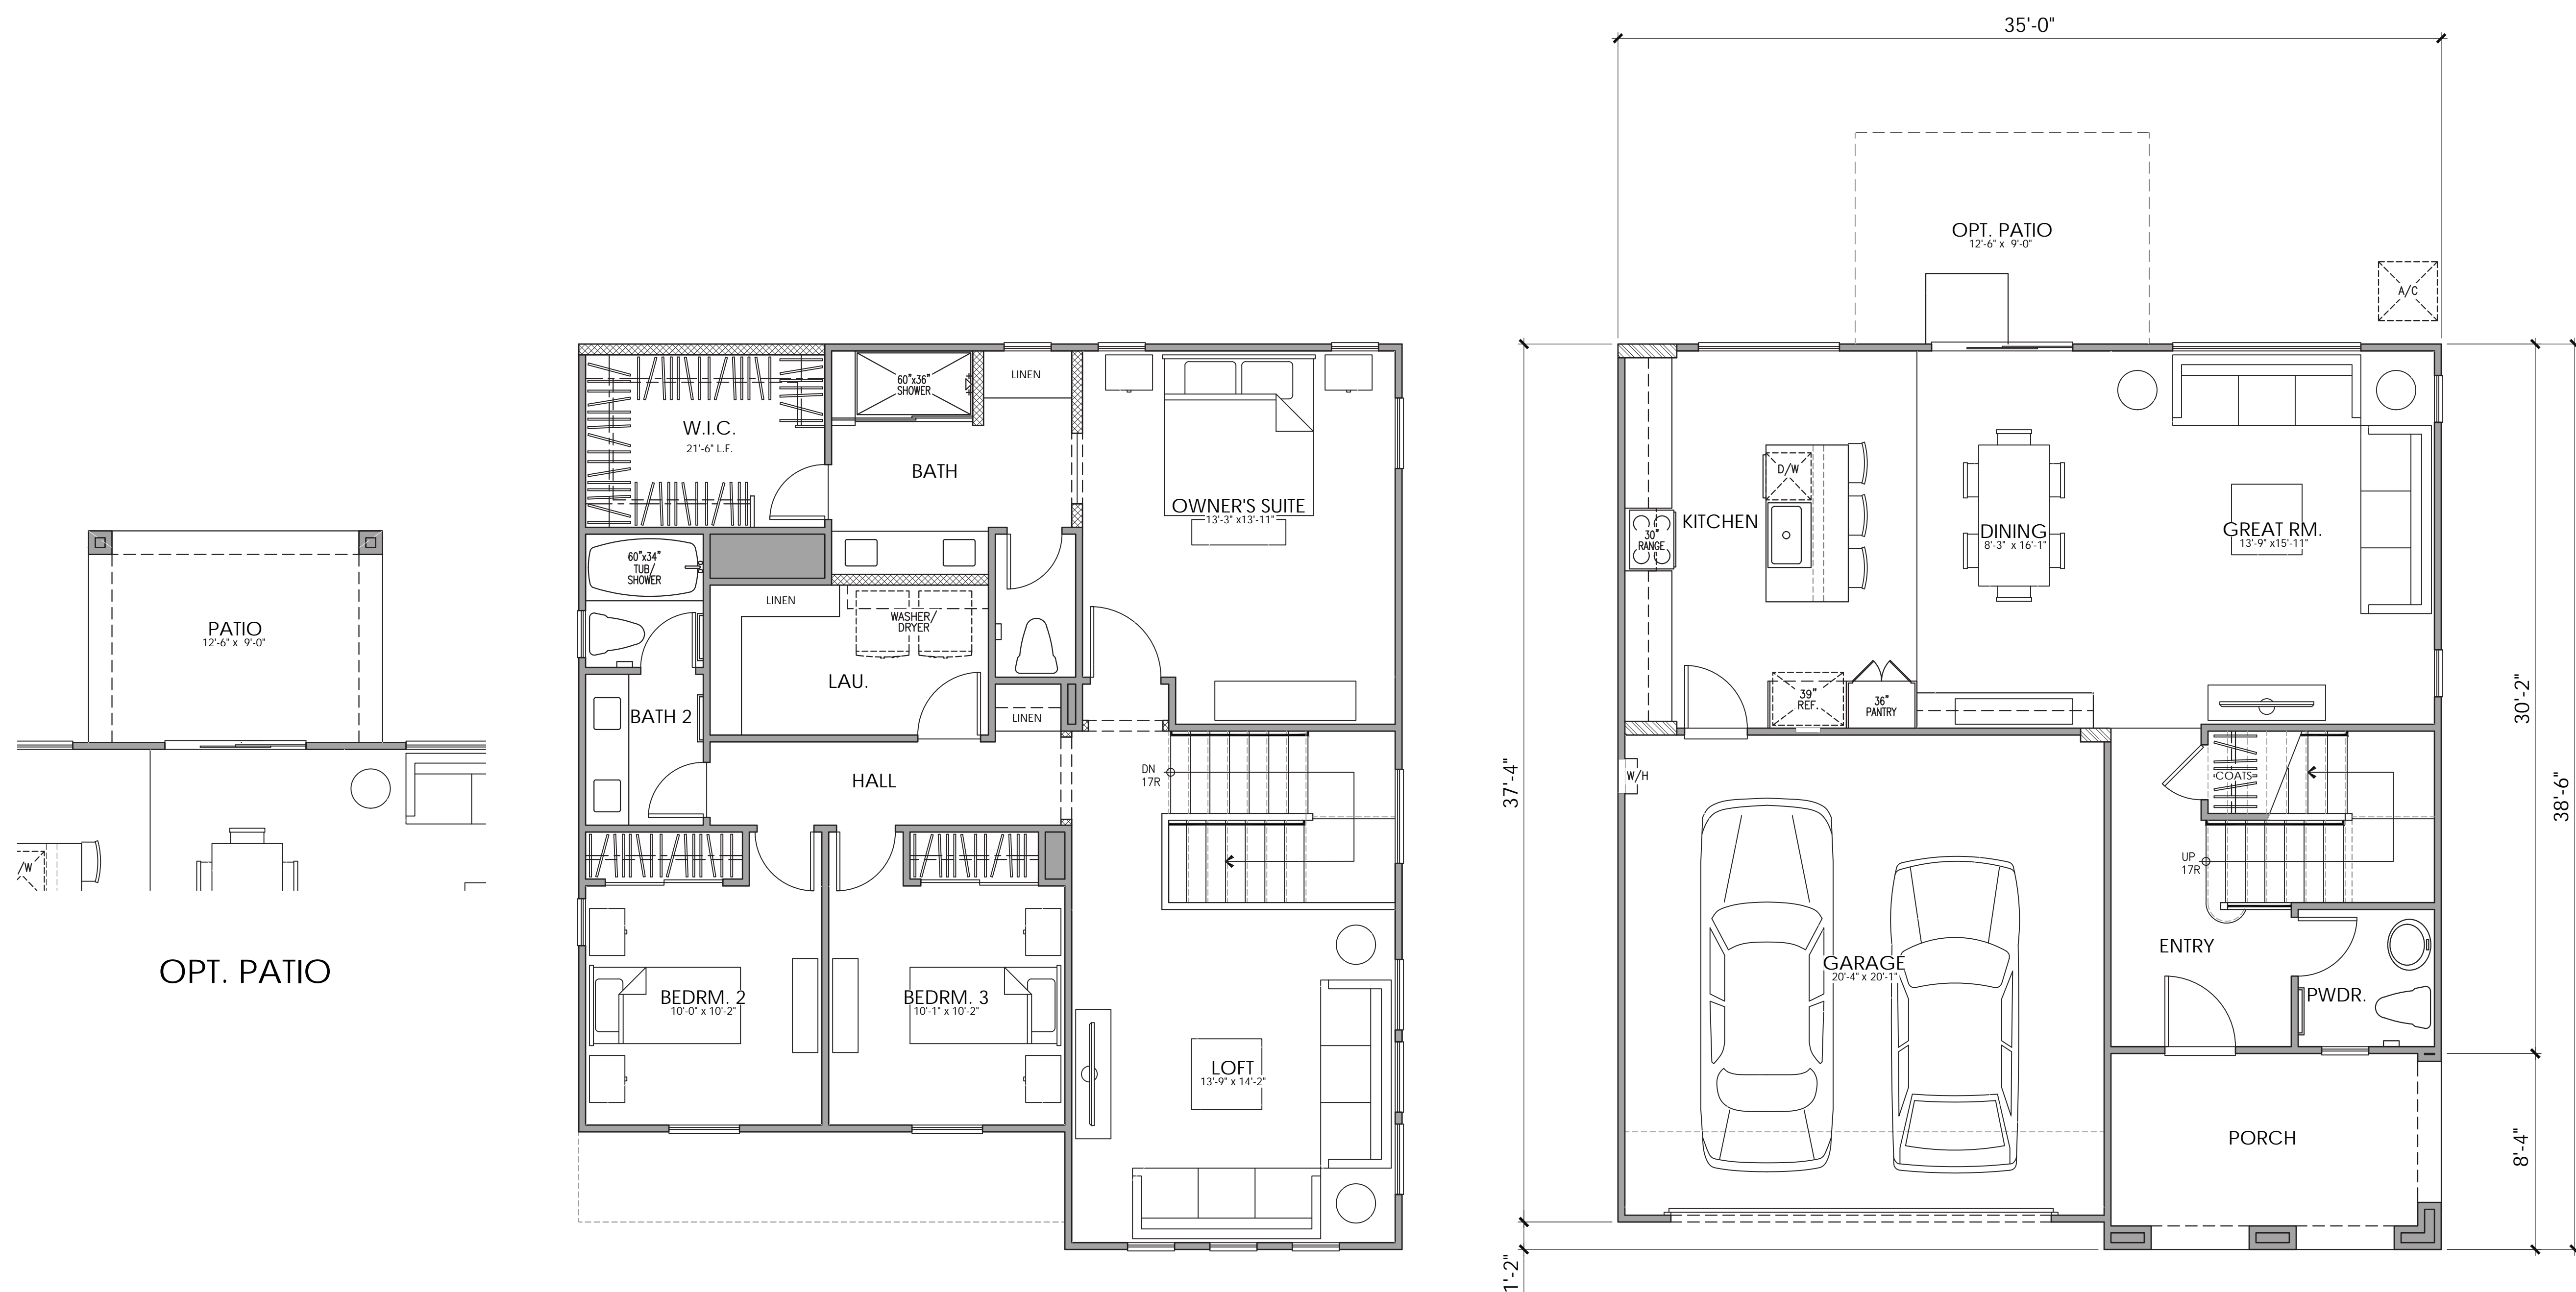 PATIO
12'-6" x 9'-0"
/W
OPT. PATIO
60"x36"
SHOWER
LINEN
W.I.C.
21'-6" L.F.
BATH
OWNER'S SUITE
13'-3" x13'-11"
60"x34"
TUB/
SHOWER
LINEN
WASHER/
DRYER
LAU.
BATH 2
LINEN
HALL
DN
17R
BEDRM. 2
10'-0" x 10'-2"
BEDRM. 3
10'-1" x 10'-2"
LOFT
13'-9" x 14'-2"
35'-0"
OPT. PATIO
12'-6" x 9'-0"
A/C
D/W
KITCHEN
30"
RANGE
DINING
8'-3" x 16'-1"
GREAT RM.
13'-9" x15'-11"
39"
REF.
36"
PANTRY
W/H
COATS
UP
17R
ENTRY
GARAGE
20'-4" x 20'-1"
PWDR.
PORCH
37'-4"
1'-2"
30'-2"
38'-6"
8'-4"